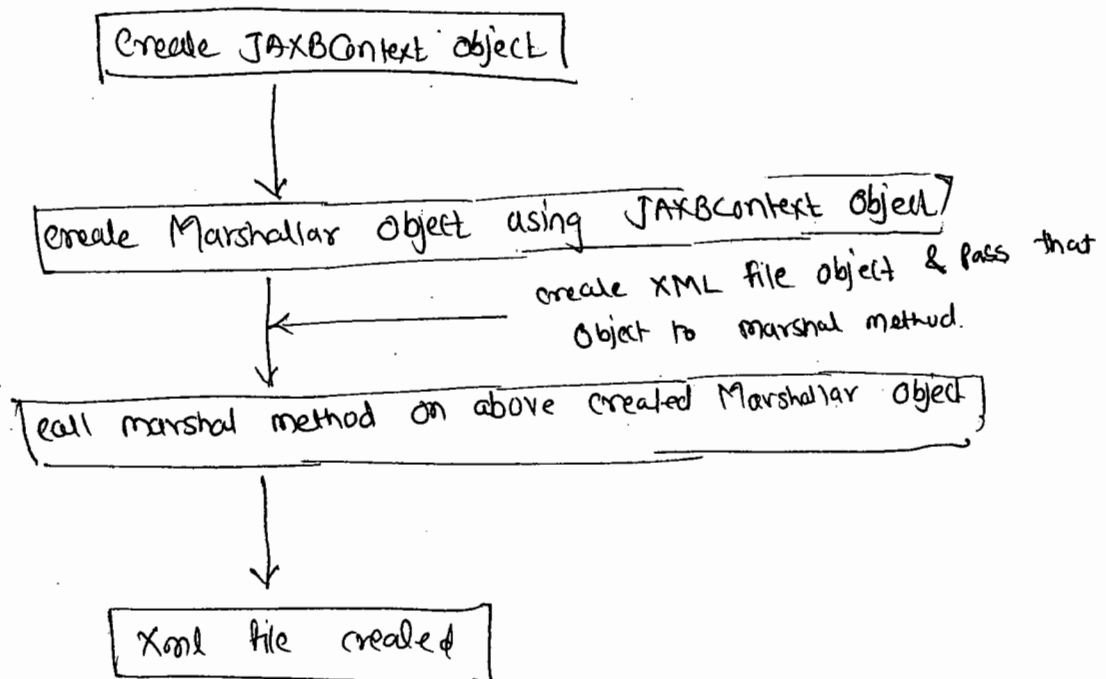 Create JAXBContext object
create Marshallar object using JAXBContext object
create XML file object & pass that
object to marshal method.
call marshal method on above created Marshallar object
Xml file created